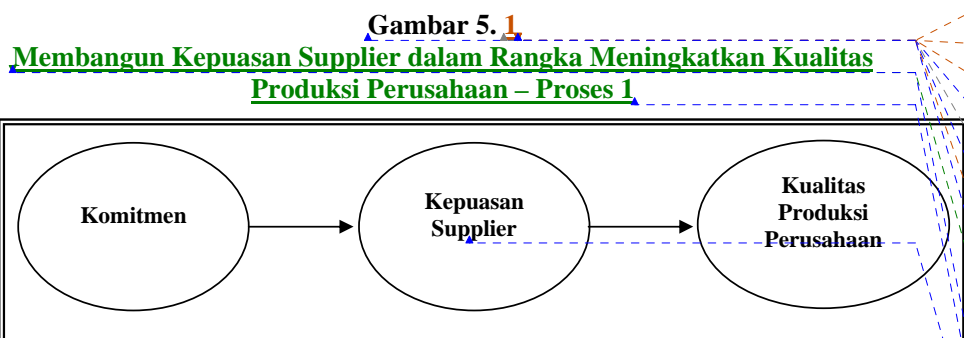 Gambar 5. 1.
Membangun Kepuasan Supplier dalam Rangka Meningkatkan Kualitas
Produksi Perusahaan – Proses 1
Komitmen
Kepuasan
Supplier
Kualitas
Produksi
Perusahaan